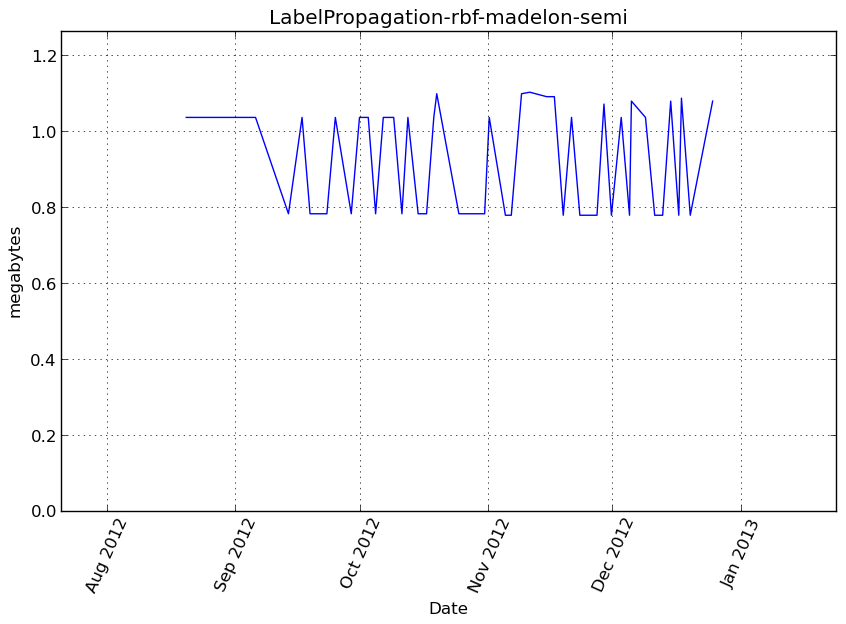 LabelPropagation-rbf-madelon-semi
1.2
1.0
0.8
0.6
0.4
0.2
0.0
megabytes
Aug 2012
Sep 2012
Oct 2012
Nov 2012
Dec 2012
Jan 2013
Date